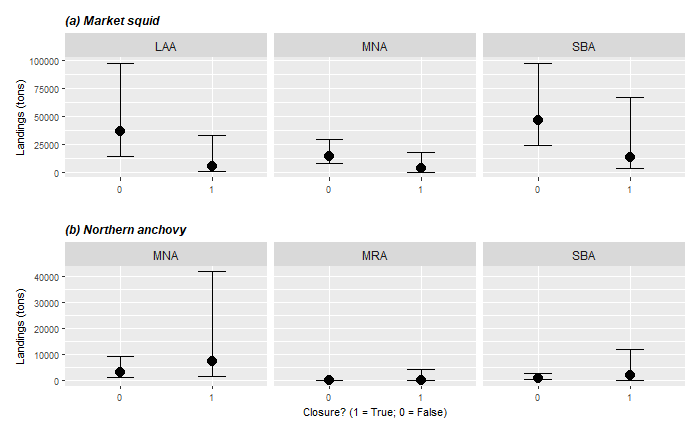 (a) Market squid
LAA MNA SBA
100000
75000
50000
25000
0
Landings (tons)
0 1 0 1 0 1
(b) Northern anchovy
MNA MRA SBA
40000
30000
20000
10000
0
Landings (tons)
0 1 0 1 0 1
Closure? (1 = True; 0 = False)